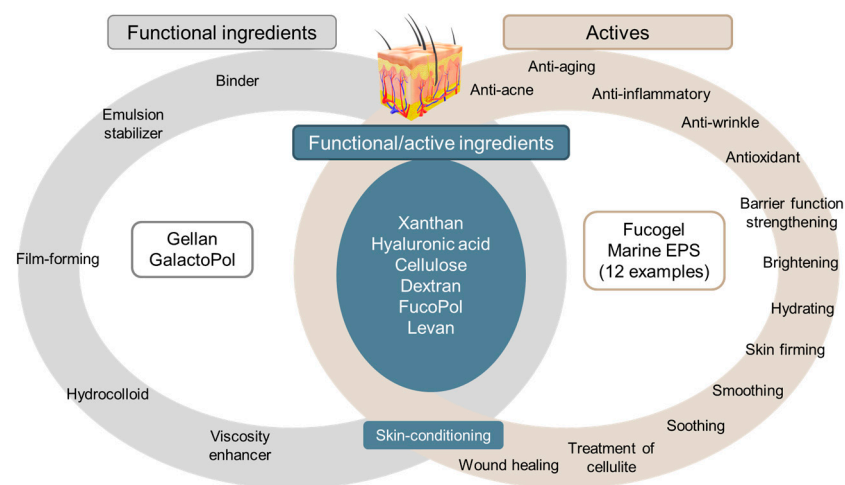 Functional ingredients
Actives
Binder
Emulsion
stabilizer
Film-forming
Hydrocolloid
Viscosity
enhancer
Gellan
GalactoPol
Functional/active ingredients
Xanthan
Hyaluronic acid
Cellulose
Dextran
FucoPol
Levan
Skin-conditioning
Fucogel
Marine EPS
(12 examples)
Anti-acne
Anti-aging
Anti-inflammatory
Anti-wrinkle
Antioxidant
Barrier function
strengthening
Brightening
Hydrating
Skin firming
Smoothing
Soothing
Treatment of
cellulite
Wound healing